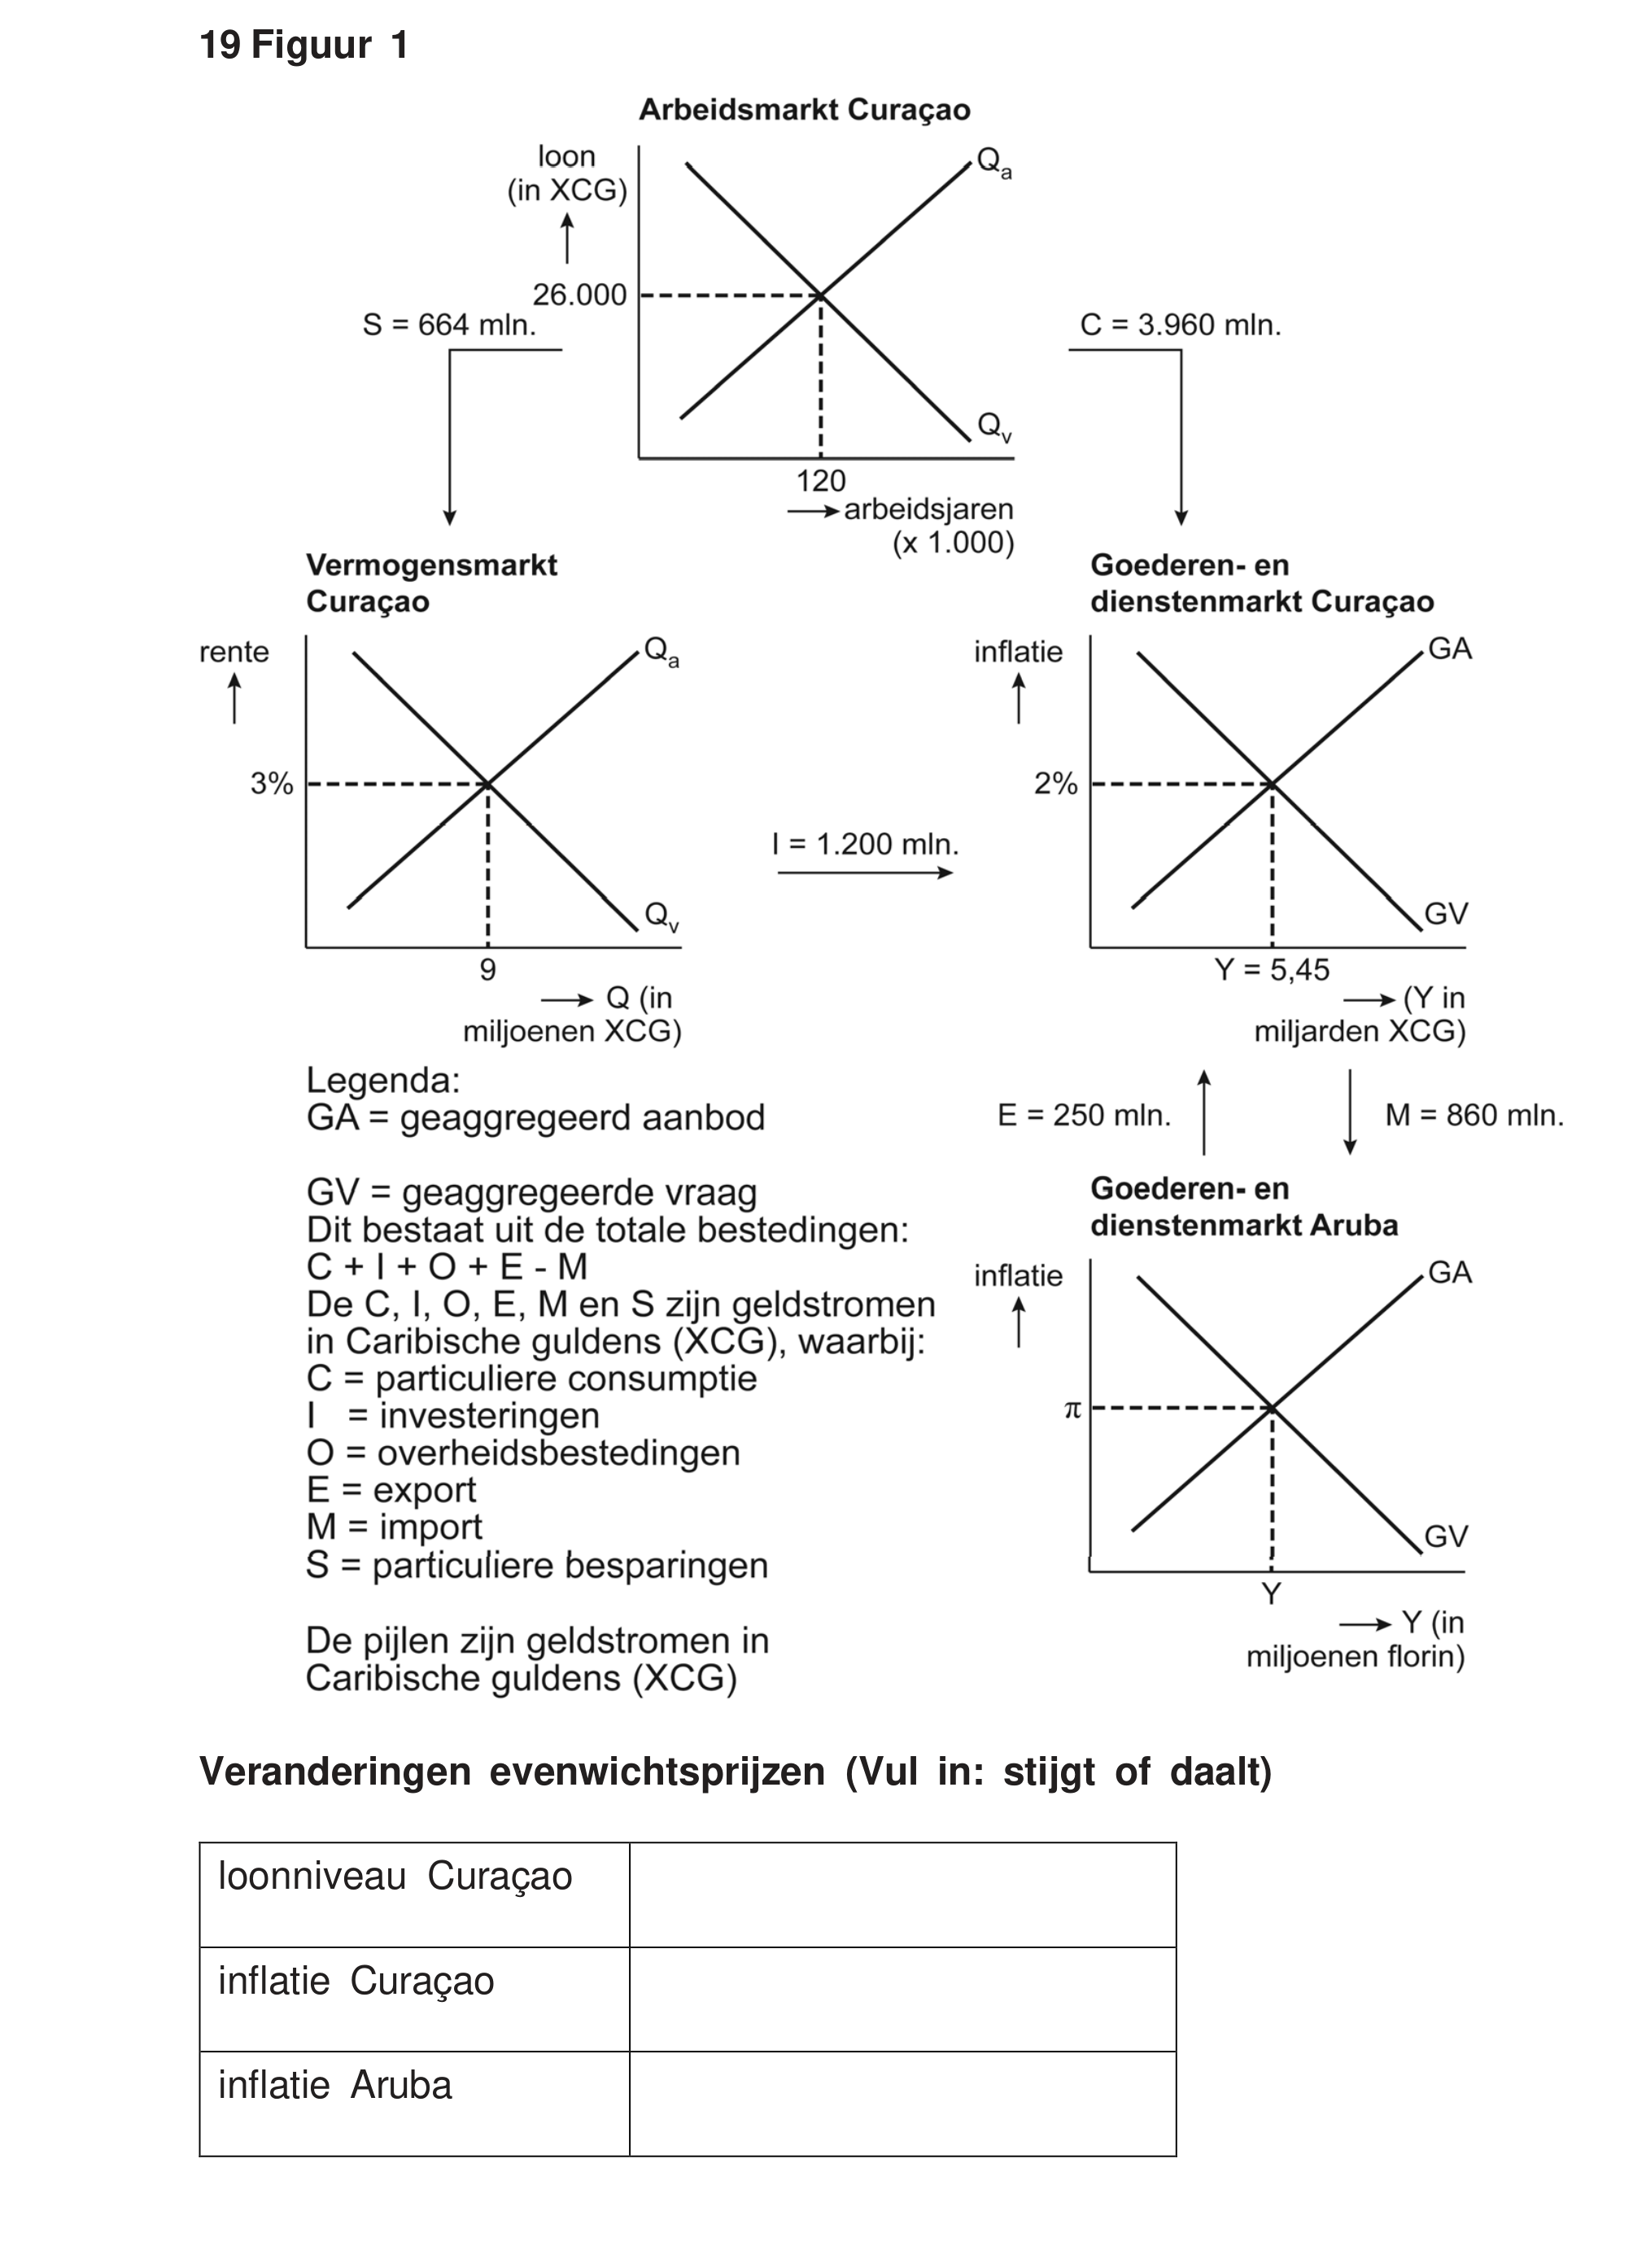 19 Figuur 1
Arbeidsmarkt Curaçao
loon
(in XCG)
Qa
26.000
Qv
120
arbeidsjaren
(x 1.000)
S = 664 mln.
C = 3.960 mln.
Vermogensmarkt
Curaçao
rente
Qa
3%
Qv
9
Q (in
miljoenen XCG)
I = 1.200 mln.
Goederen- en
dienstenmarkt Curaçao
inflatie
GA
2%
GV
Y = 5,45
(Y in
miljarden XCG)
Legenda:
GA = geaggregeerd aanbod
GV = geaggregeerde vraag
Dit bestaat uit de totale bestedingen:
C + I + O + E - M
De C, I, O, E, M en S zijn geldstromen
in Caribische guldens (XCG), waarbij:
C = particuliere consumptie
I = investeringen
O = overheidsbestedingen
E = export
M = import
S = particuliere besparingen
De pijlen zijn geldstromen in
Caribische guldens (XCG)
E = 250 mln.
M = 860 mln.
Goederen- en
dienstenmarkt Aruba
inflatie
GA
π
GV
Y
Y (in
miljoenen florin)
Veranderingen evenwichtsprijzen (Vul in: stijgt of daalt)
loonniveau Curaçao
inflatie Curaçao
inflatie Aruba